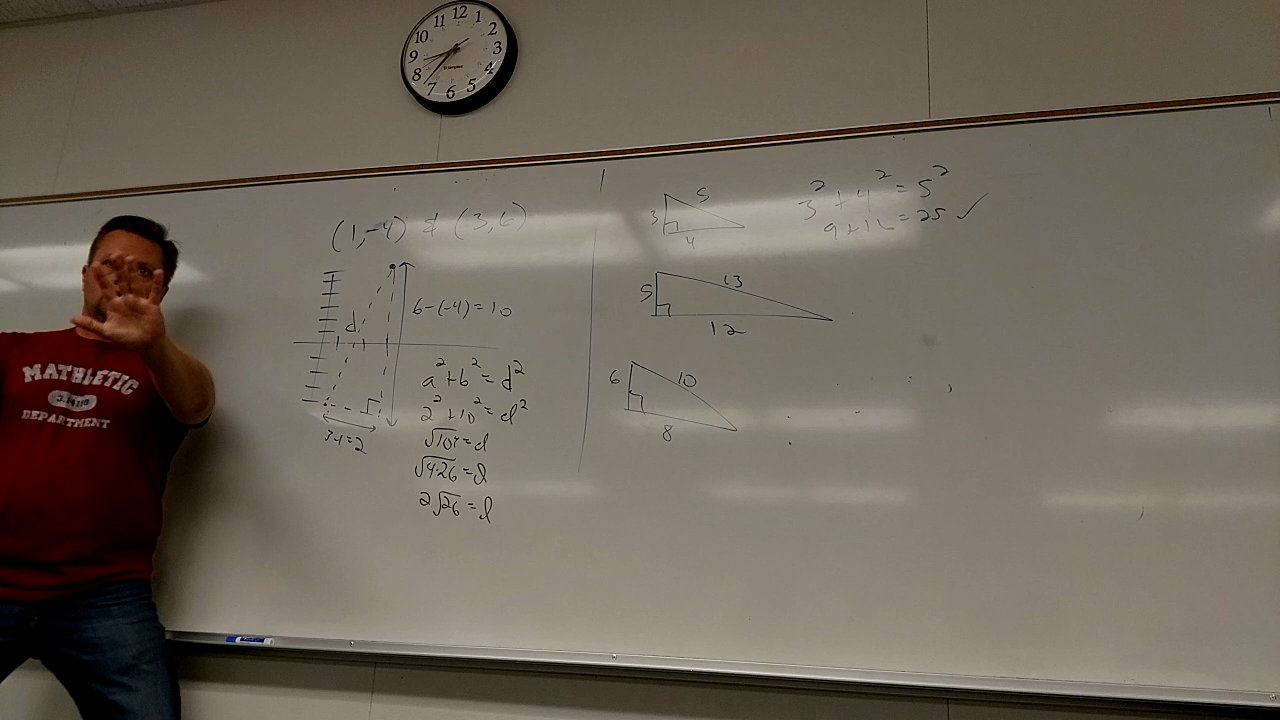 12
11
1
10
2
9
3
8
4
7
6
5
MATHLETIC
DEPARTMENT
(1,-4) & (3,6)
6-(-4)=10
d
3-1=2
a²+b²=d²
2²+10²=d²
√104=d
√4·26=d
2√26=d
5
3
4
3²+4²=5²
9+16=25 ✓
13
5
12
6
10
8